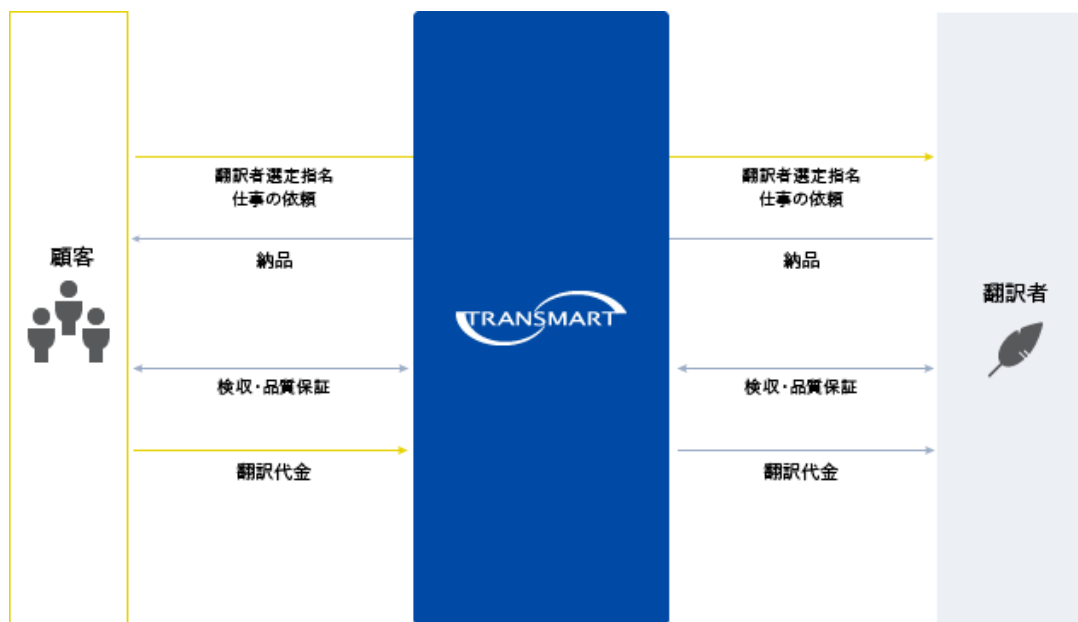 顧客
翻訳者選定指名
仕事の依頼
納品
検収・品質保証
翻訳代金
TRANSMART
翻訳者選定指名
仕事の依頼
納品
検収・品質保証
翻訳代金
翻訳者